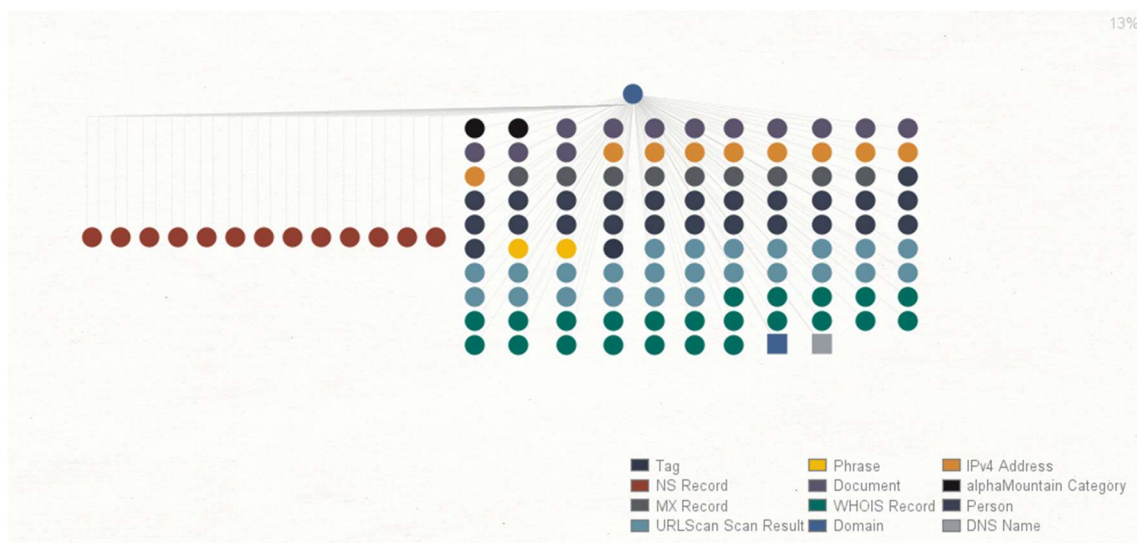 13%
Tag Phrase IPv4 Address
NS Record Document alphaMountain Category
MX Record WHOIS Record Person
URLScan Scan Result Domain DNS Name